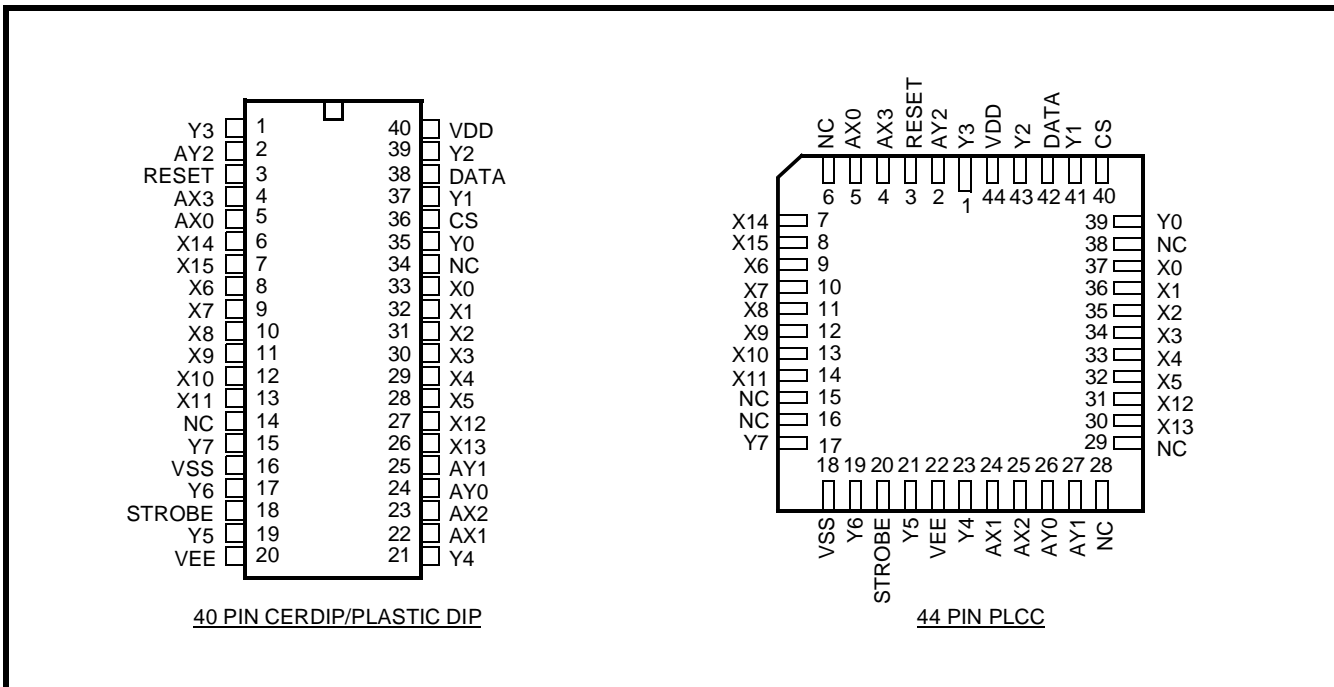 Y3 1 40 VDD
AY2 2 39 Y2
RESET 3 38 DATA
AX3 4 37 Y1
AX0 5 36 CS
X14 6 35 Y0
X15 7 34 NC
X6 8 33 X0
X7 9 32 X1
X8 10 31 X2
X9 11 30 X3
X10 12 29 X4
X11 13 28 X5
NC 14 27 X12
Y7 15 26 X13
VSS 16 25 AY1
Y6 17 24 AY0
STROBE 18 23 AX2
Y5 19 22 AX1
VEE 20 21 Y4
40 PIN CERDIP/PLASTIC DIP
NC AX0 AX3 RESET AY2 Y3 VDD Y2 DATA Y1 CS
6 5 4 3 2 1 44 43 42 41 40
X14 7 39 Y0
X15 8 38 NC
X6 9 37 X0
X7 10 36 X1
X8 11 35 X2
X9 12 34 X3
X10 13 33 X4
X11 14 32 X5
NC 15 31 X12
NC 16 30 X13
Y7 17 29 NC
18 19 20 21 22 23 24 25 26 27 28
VSS Y6 STROBE Y5 VEE Y4 AX1 AX2 AY0 AY1 NC
44 PIN PLCC